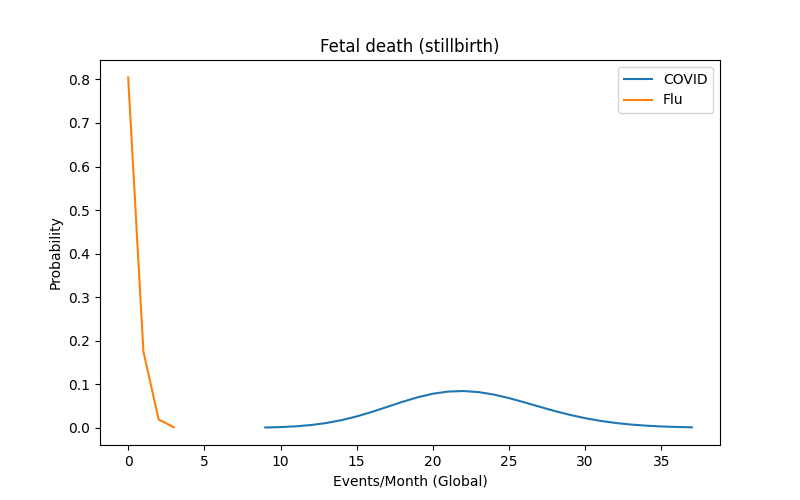 Fetal death (stillbirth)
COVID
Flu
Probability
0.8
0.7
0.6
0.5
0.4
0.3
0.2
0.1
0.0
0 5 10 15 20 25 30 35
Events/Month (Global)